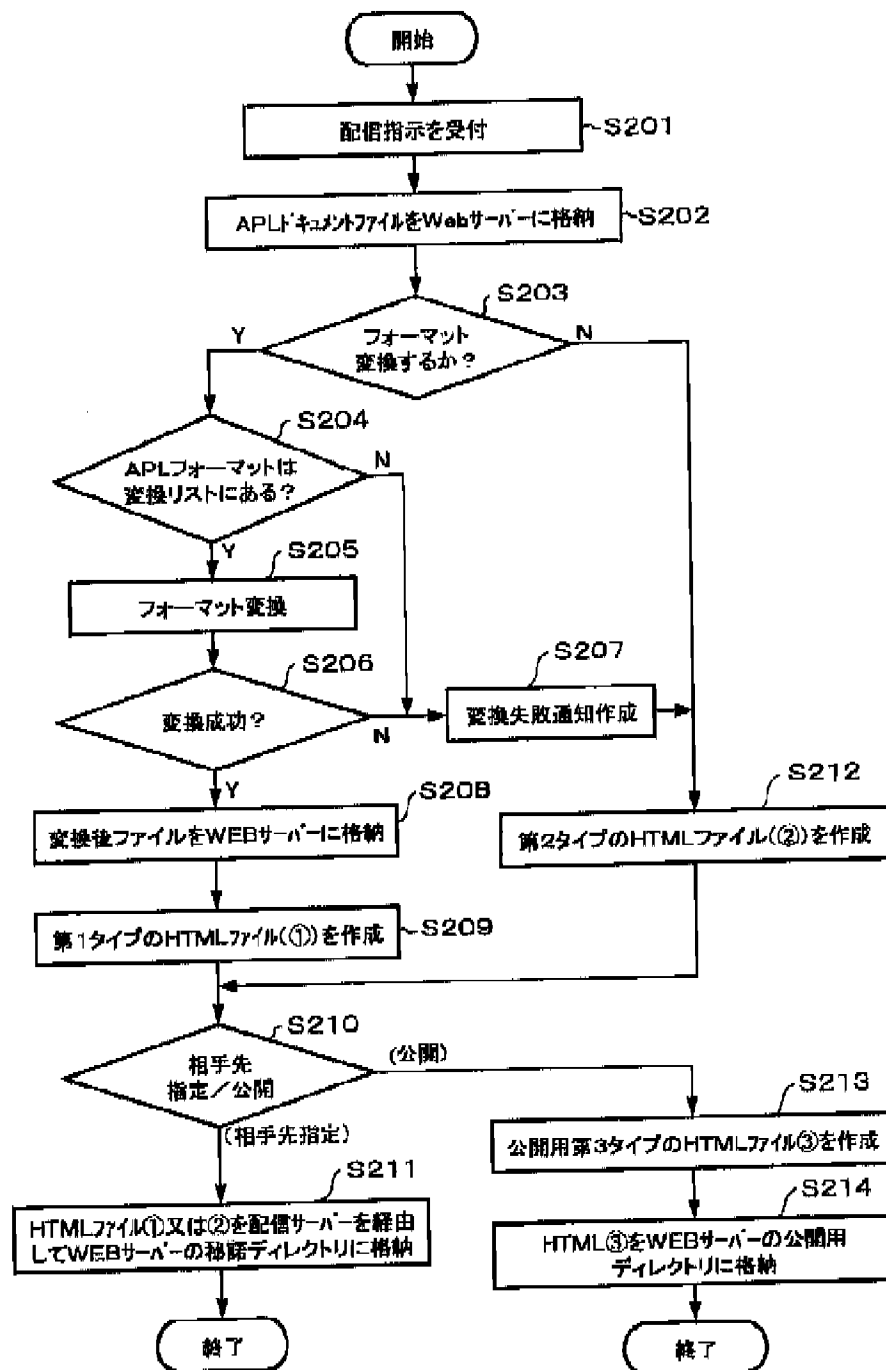 開始
配信指示を受付
S201
APLドキュメントファイルをWebサーバーに格納
S202
S203
フォーマット
変換するか?
Y
N
S204
APLフォーマットは
変換リストにある?
N
Y
S205
フォーマット変換
S206
変換成功?
N
S207
変換失敗通知作成
Y
S208
変換後ファイルをWEBサーバーに格納
S212
第2タイプのHTMLファイル(②)を作成
第1タイプのHTMLファイル(①)を作成
S209
S210
相手先
指定/公開
(公開)
(相手先指定)
S213
公開用第3タイプのHTMLファイル③を作成
S211
HTMLファイル①又は②を配信サーバーを経由
してWEBサーバーの秘諾ディレクトリに格納
S214
HTML③をWEBサーバーの公開用
ディレクトリに格納
終了
終了